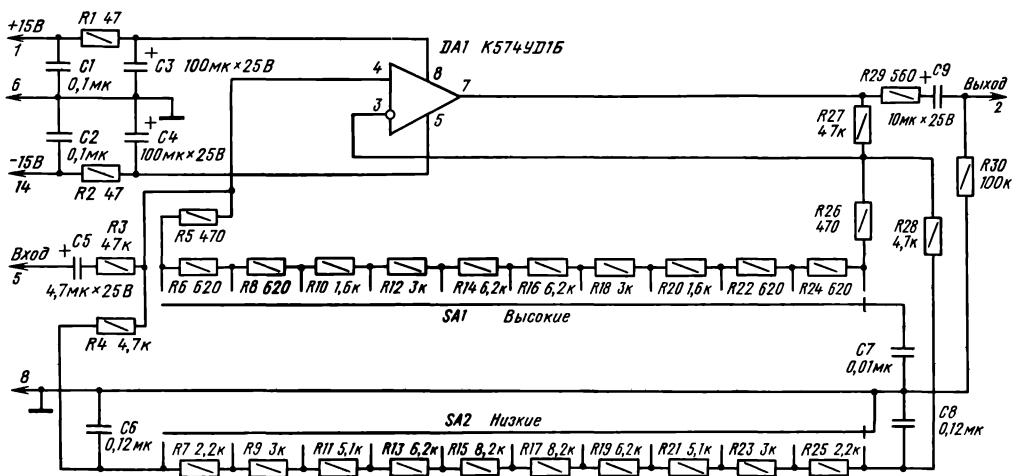 +15В
1
R1 47
C1
0,1мк
C3 100мк×25В
6
C2
0,1мк
C4
100мк×25В
-15В
14
R2 47
DA1 К574УД1Б
4
8
7
3
5
R29 560
C9
10мк×25В
Выход
2
R27
47к
R30
100к
R26
470
R28
4,7к
R5 470
Вход
5
C5
4,7мк×25В
R3
47к
R6 620
R8 620
R10 1,6к
R12 3к
R14 6,2к
R16 6,2к
R18 3к
R20 1,6к
R22 620
R24 620
SA1 Высокие
R4 4,7к
C7
0,01мк
8
C6
0,12мк
SA2 Низкие
C8
0,12мк
R7 2,2к
R9 3к
R11 5,1к
R13 6,2к
R15 8,2к
R17 8,2к
R19 6,2к
R21 5,1к
R23 3к
R25 2,2к